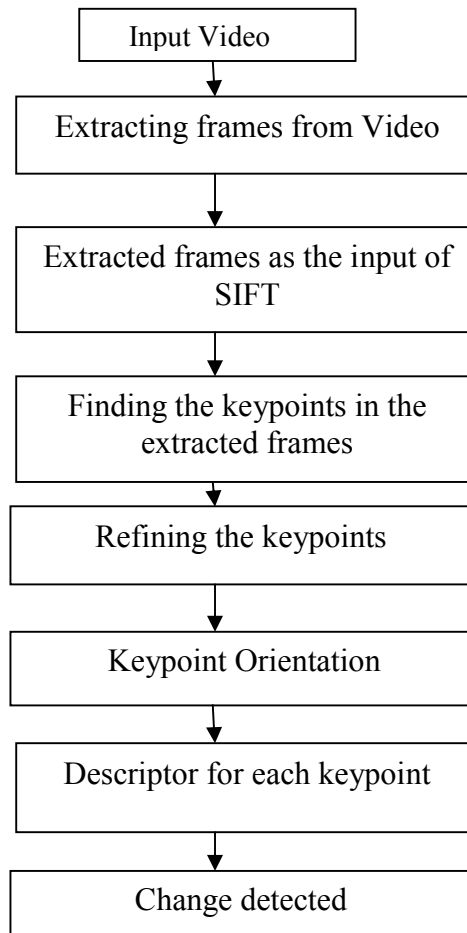 Input Video
Extracting frames from Video
Extracted frames as the input of
SIFT
Finding the keypoints in the
extracted frames
Refining the keypoints
Keypoint Orientation
Descriptor for each keypoint
Change detected